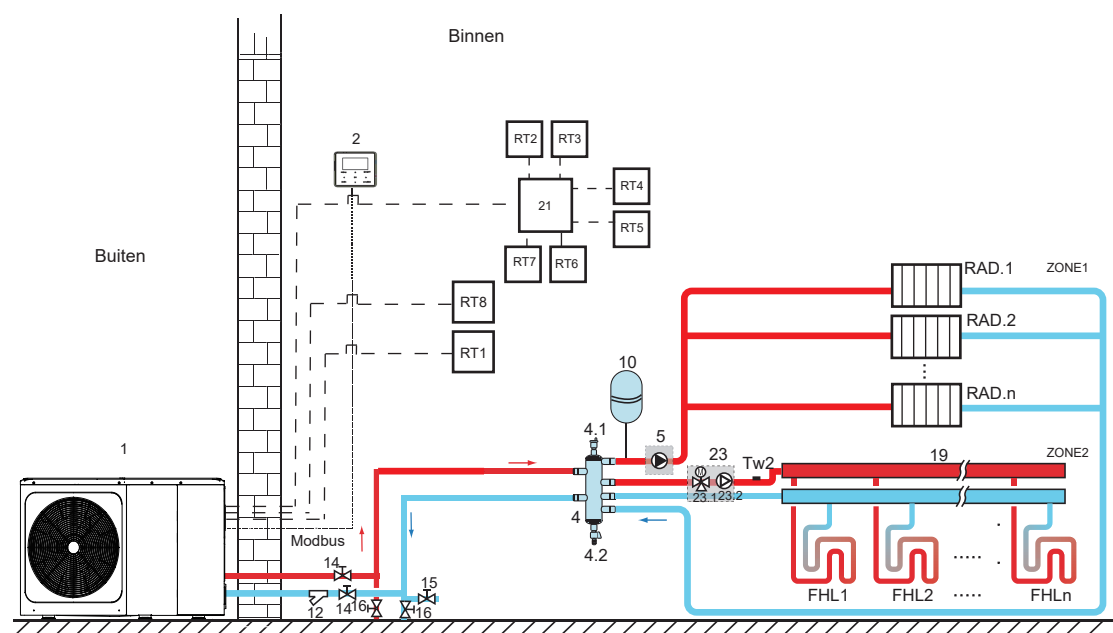 Binnen
Buiten
2
RT2
RT3
21
RT4
RT5
RT7
RT6
RT8
RT1
RAD.1
ZONE1
RAD.2
RAD.n
10
4.1
5
23
Tw2
19
ZONE2
M
23.1
23.2
4
4.2
1
Modbus
14
12
14
16
15
16
FHL1
FHL2
FHLn